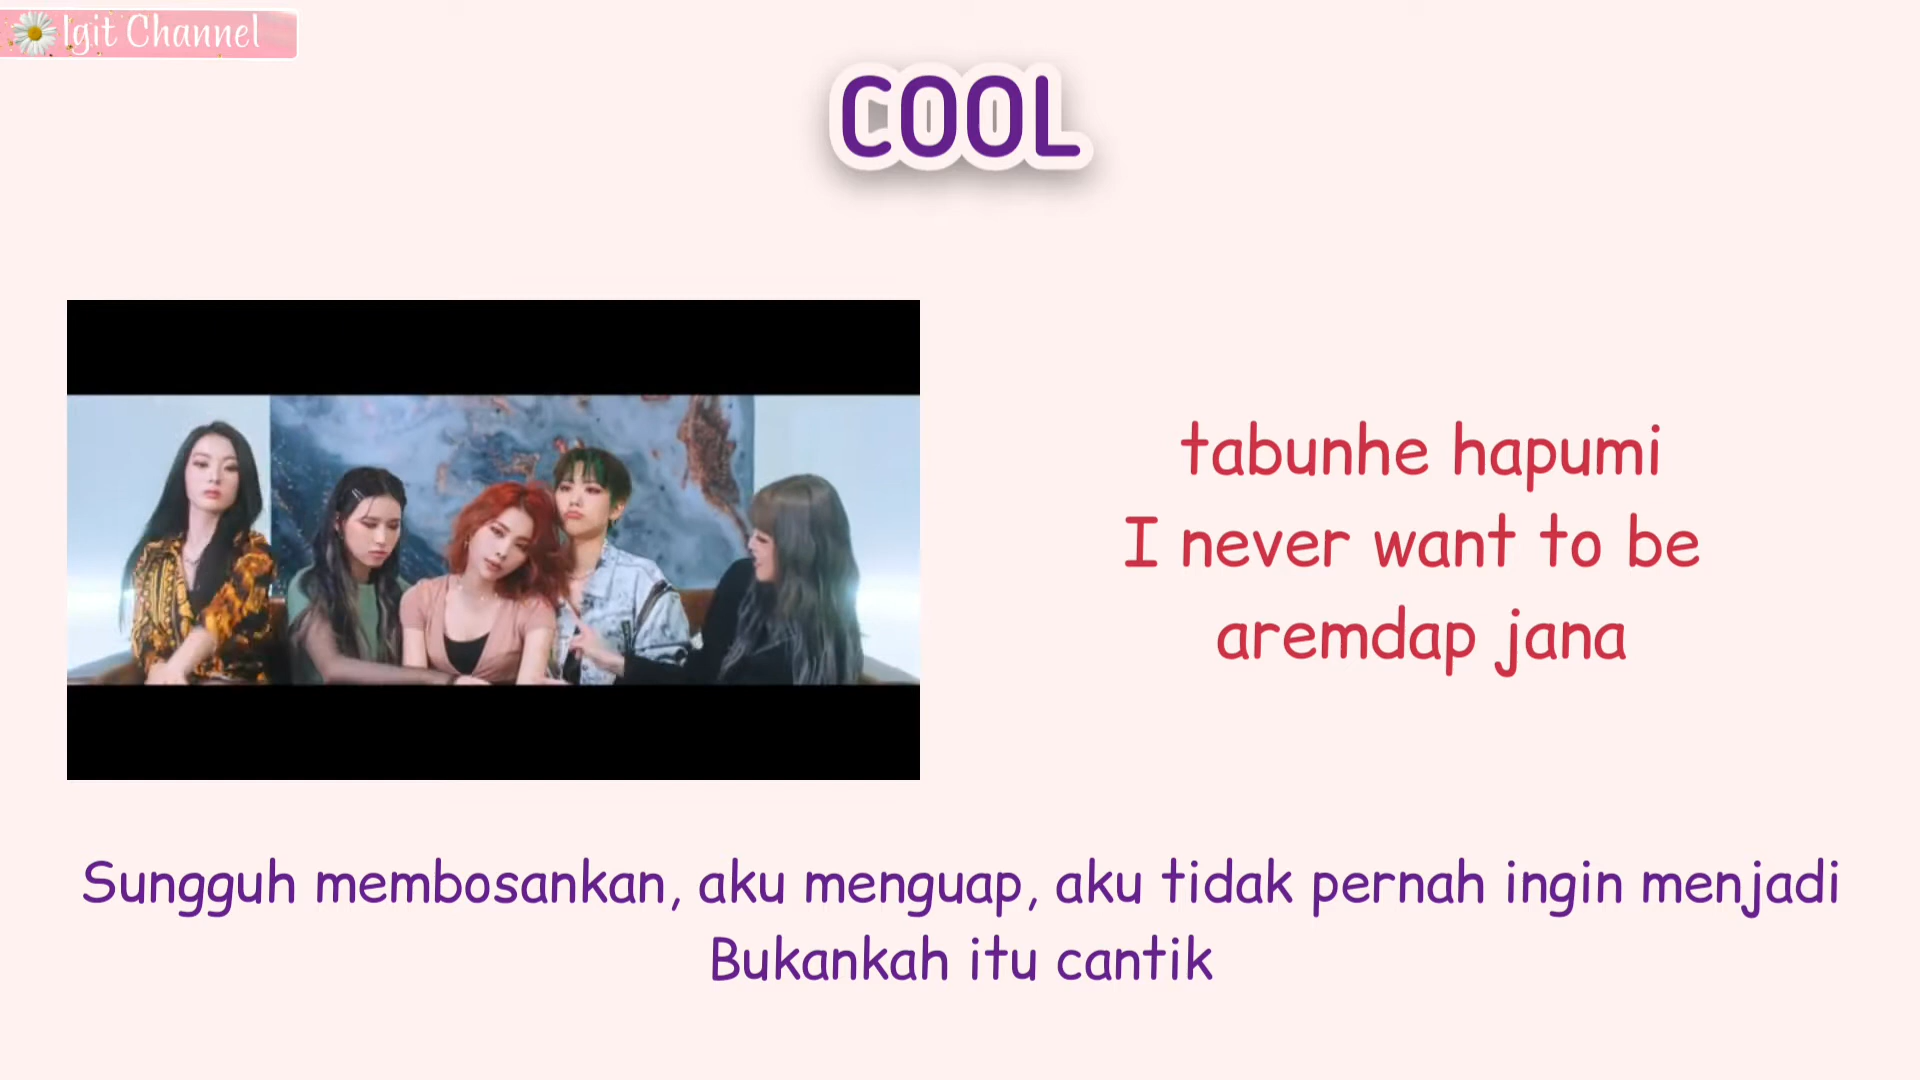 Igit Channel
COOL
tabunhe hapumi
I never want to be
aremdap jana
Sungguh membosankan, aku menguap, aku tidak pernah ingin menjadi
Bukankah itu cantik